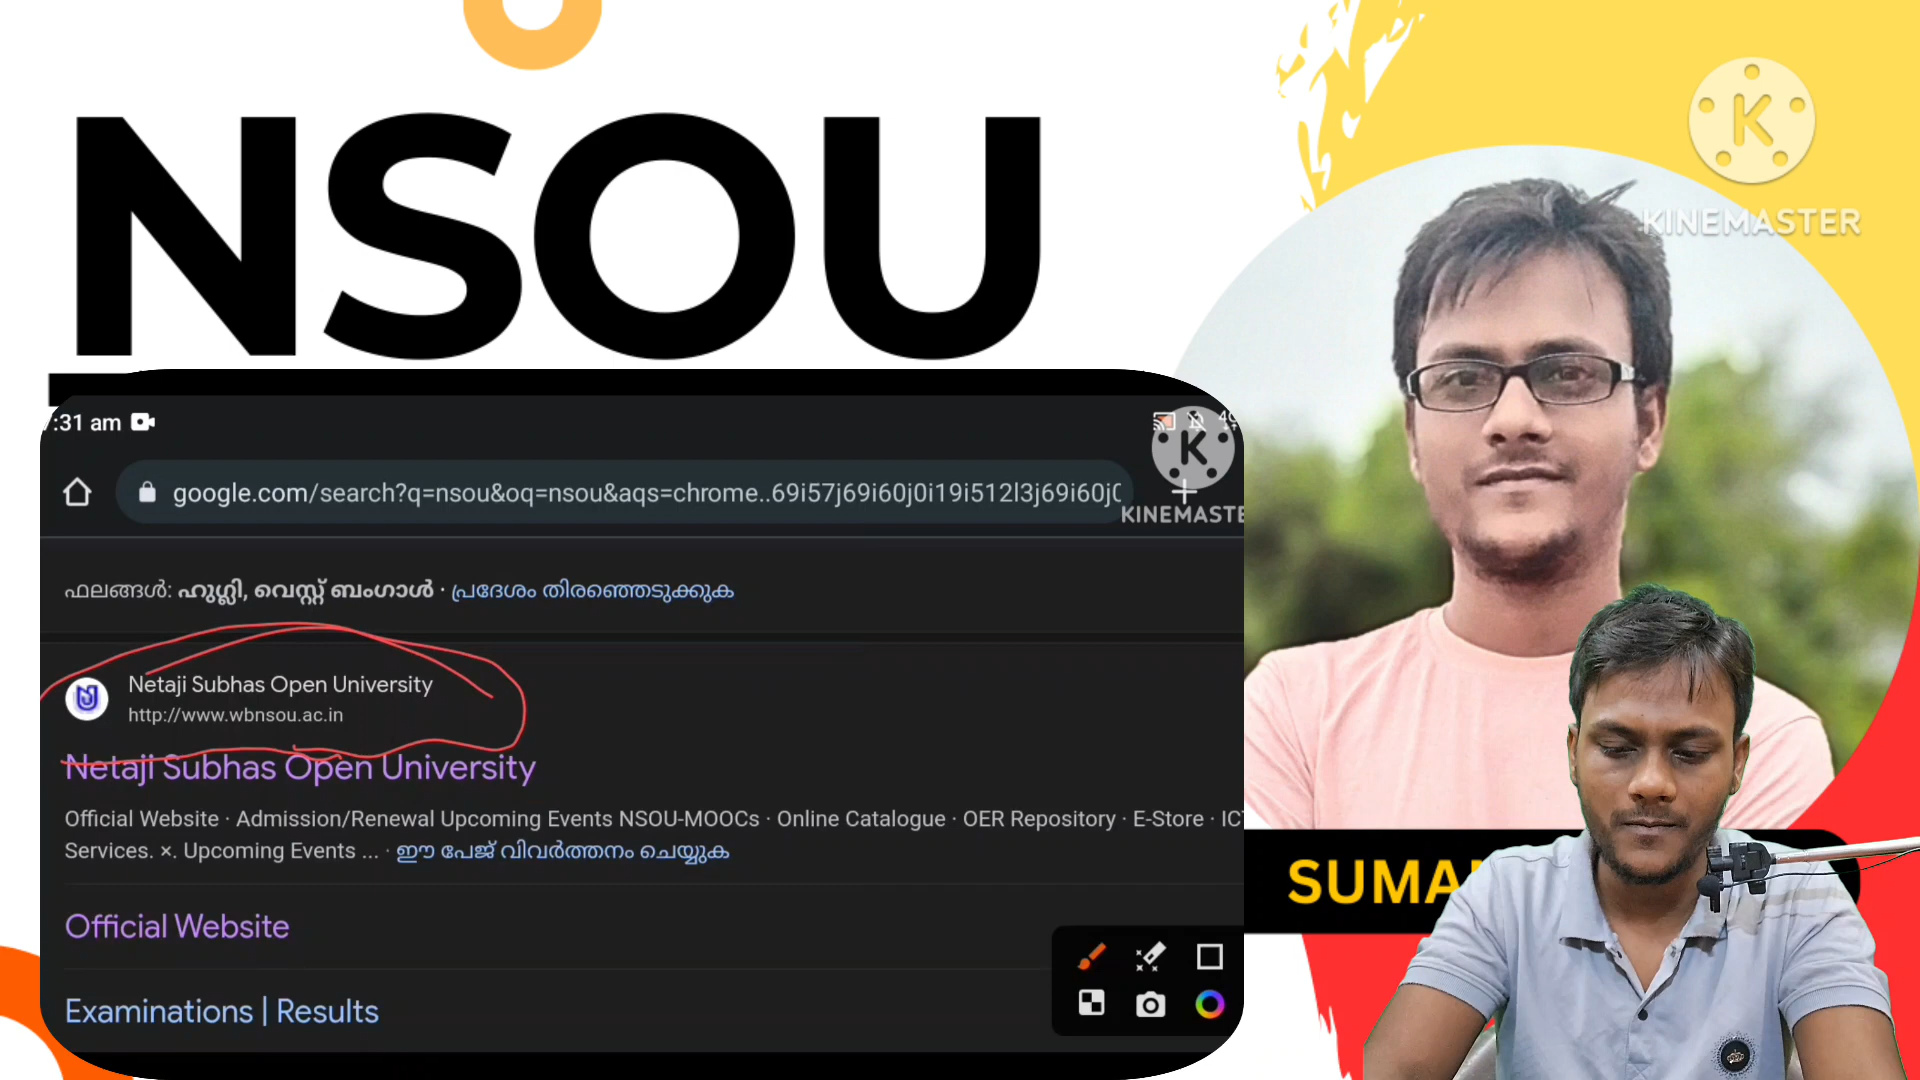 NSOU
KINEMASTER
:31 am
4G
google.com/search?q=nsou&oq=nsou&aqs=chrome..69i57j69i60j0i19i512l3j69i60j0
KINEMASTE
ഫലങ്ങൾ: ഹൂഗ്ലി, വെസ്റ്റ് ബംഗാൾ · പ്രദേശം തിരഞ്ഞെടുക്കുക
Netaji Subhas Open University
http://www.wbnsou.ac.in
Netaji Subhas Open University
Official Website · Admission/Renewal Upcoming Events NSOU-MOOCs · Online Catalogue · OER Repository · E-Store · IC
Services. ×. Upcoming Events ... · ഈ പേജ് വിവർത്തനം ചെയ്യുക
Official Website
Examinations | Results
SUMA